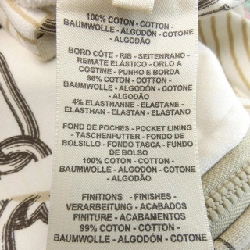 100% COTON - COTTON -
BAUMWOLLE - ALGODÓN - COTONE
- ALGODÃO
BORD CÔTE - RIB - SEITENRAND -
REMATE ELASTICO - ORLO A
COSTINE - PUNHO E BORDA
96% COTON - COTTON -
BAUMWOLLE - ALGODÓN - COTONE
- ALGODÃO
4% ELASTHANNE - ELASTANE -
ELASTHAN - ELASTAN - ELASTANO
FOND DE POCHES - POCKET LINING
- TASCHENFUTTER - FONDO DE
BOLSILLO - FONDO TASCA - FUNDO
DE BOLSO
100% COTON - COTTON -
BAUMWOLLE - ALGODÓN - COTONE
- ALGODÃO
FINITIONS - FINISHES -
VERARBEITUNG - ACABADOS
FINITURE - ACABAMENTOS
99% COTON - COTTON -
BAUMWOLLE - ALGODÓN - COTONE